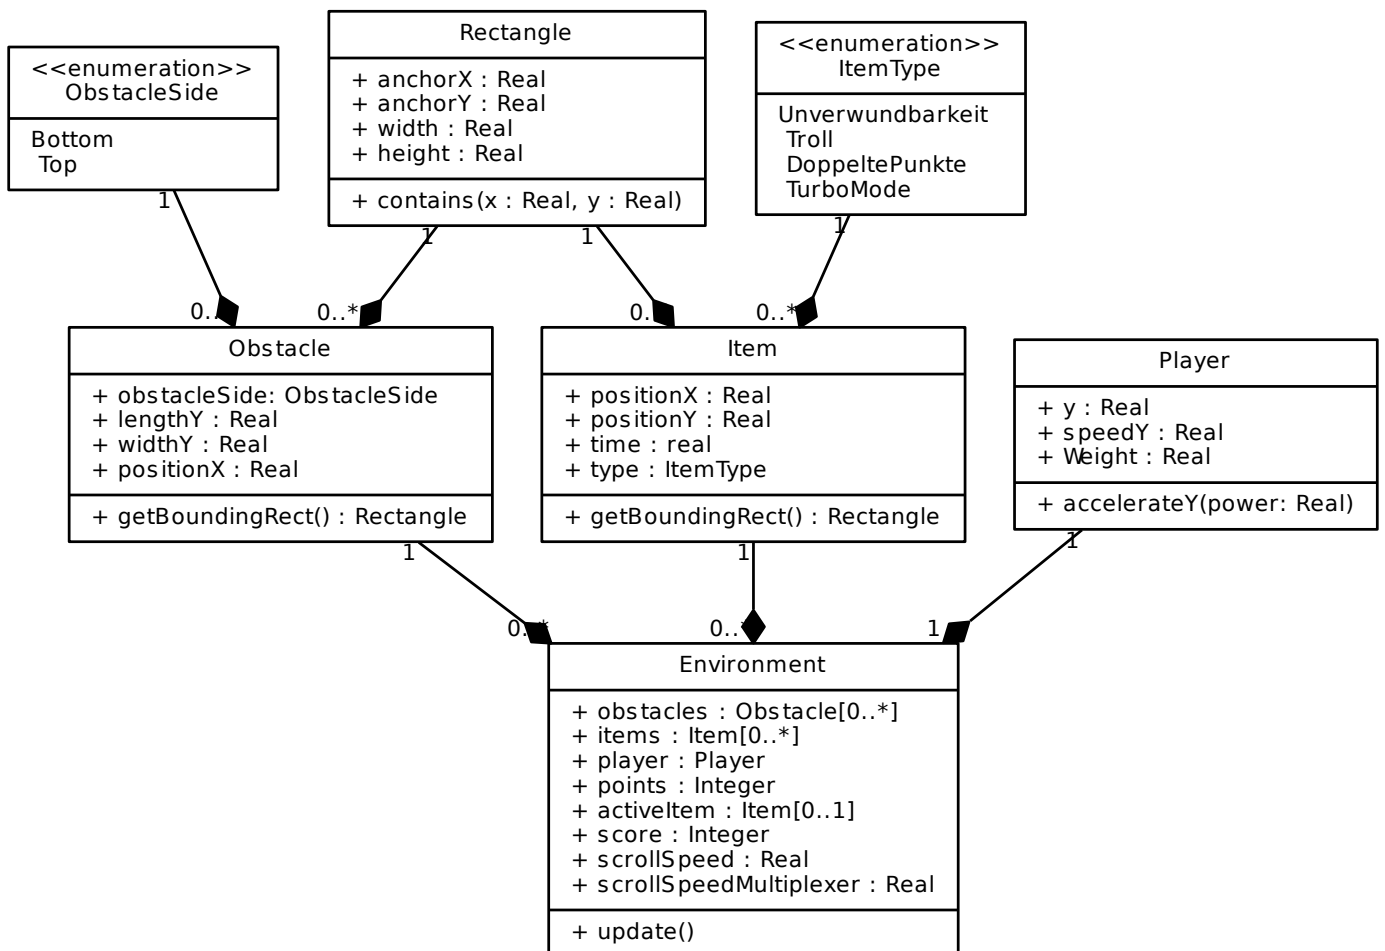 <<enumeration>>
ObstacleSide
Bottom
Top
Rectangle
+ anchorX : Real
+ anchorY : Real
+ width : Real
+ height : Real
+ contains(x : Real, y : Real)
<<enumeration>>
ItemType
Unverwundbarkeit
Troll
DoppeltePunkte
TurboMode
1
1
1
1
0..
0..*
0..
0..*
Obstacle
+ obstacleSide: ObstacleSide
+ lengthY : Real
+ widthY : Real
+ positionX : Real
+ getBoundingRect() : Rectangle
Item
+ positionX : Real
+ positionY : Real
+ time : real
+ type : ItemType
+ getBoundingRect() : Rectangle
Player
+ y : Real
+ speedY : Real
+ Weight : Real
+ accelerateY(power: Real)
1
1
1
0..*
0..
1
Environment
+ obstacles : Obstacle[0..*]
+ items : Item[0..*]
+ player : Player
+ points : Integer
+ activeItem : Item[0..1]
+ score : Integer
+ scrollSpeed : Real
+ scrollSpeedMultiplexer : Real
+ update()